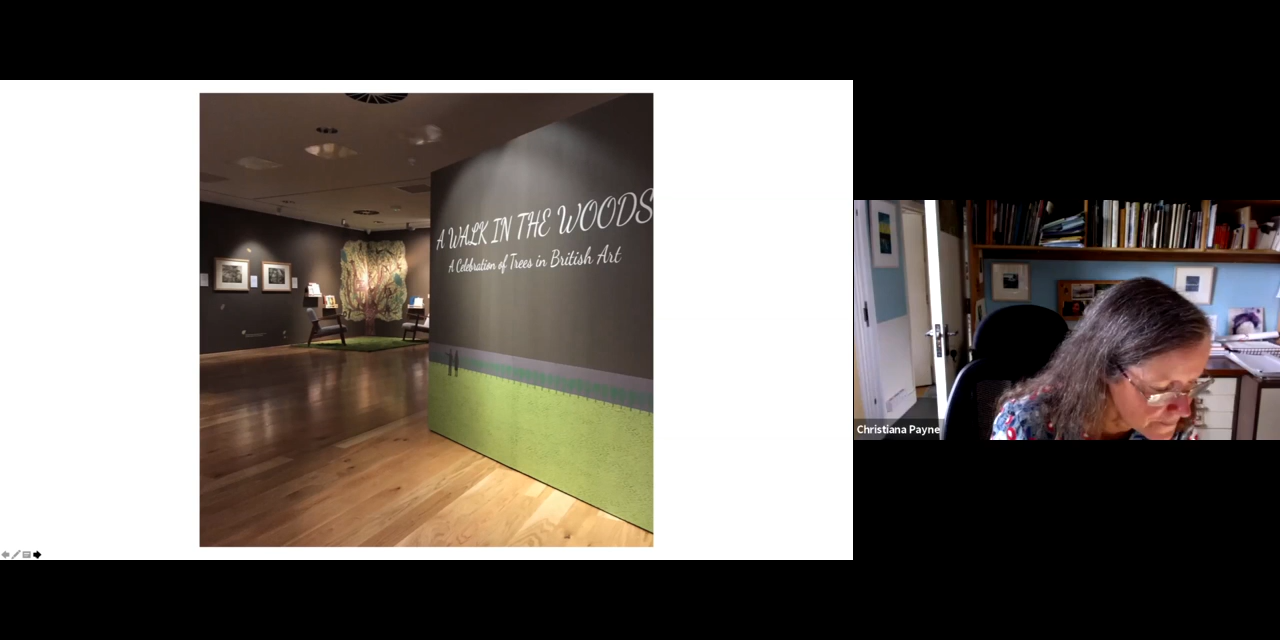 A WALK IN THE WOODS
A Celebration of Trees in British Art
Christiana Payne